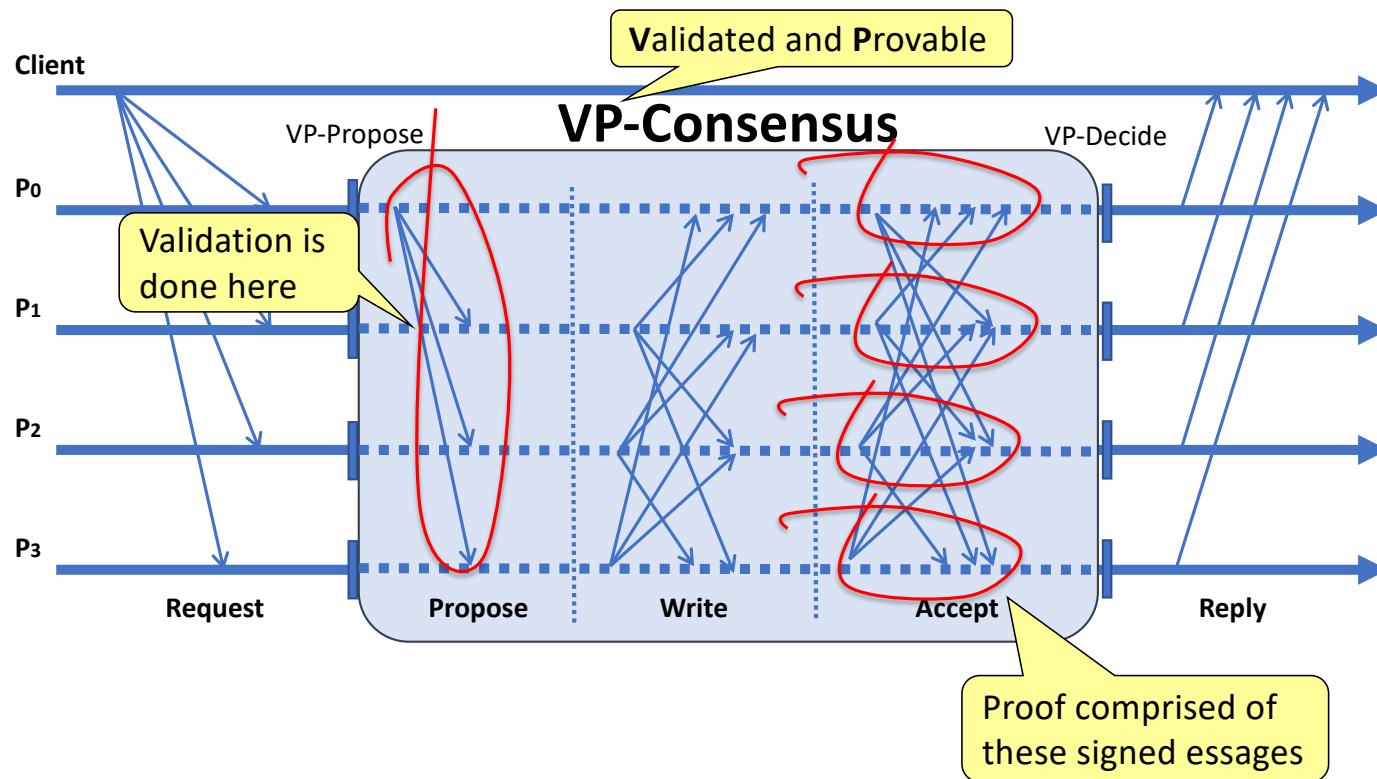 Validated and Provable
Client
VP-Propose
VP-Consensus
VP-Decide
P0
Validation is
done here
P1
P2
P3
Request
Propose
Write
Accept
Reply
Proof comprised of
these signed essages